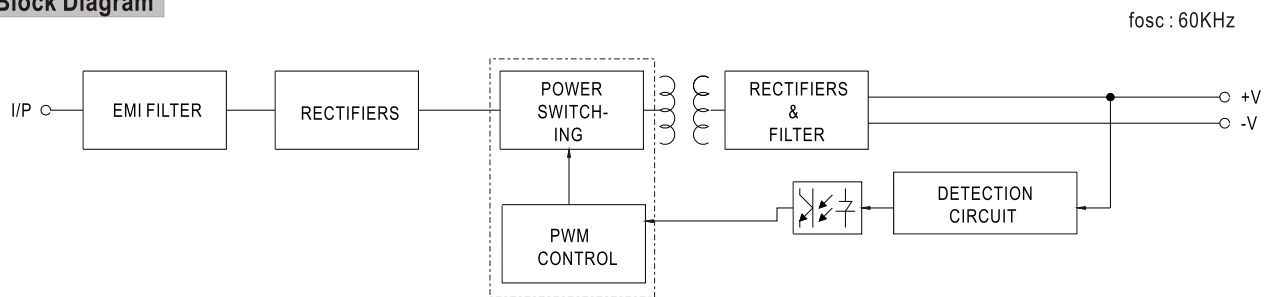 Block Diagram
fosc : 60KHz
I/P
EMI FILTER
RECTIFIERS
POWER
SWITCH-
ING
RECTIFIERS
&
FILTER
+V
-V
DETECTION
CIRCUIT
PWM
CONTROL